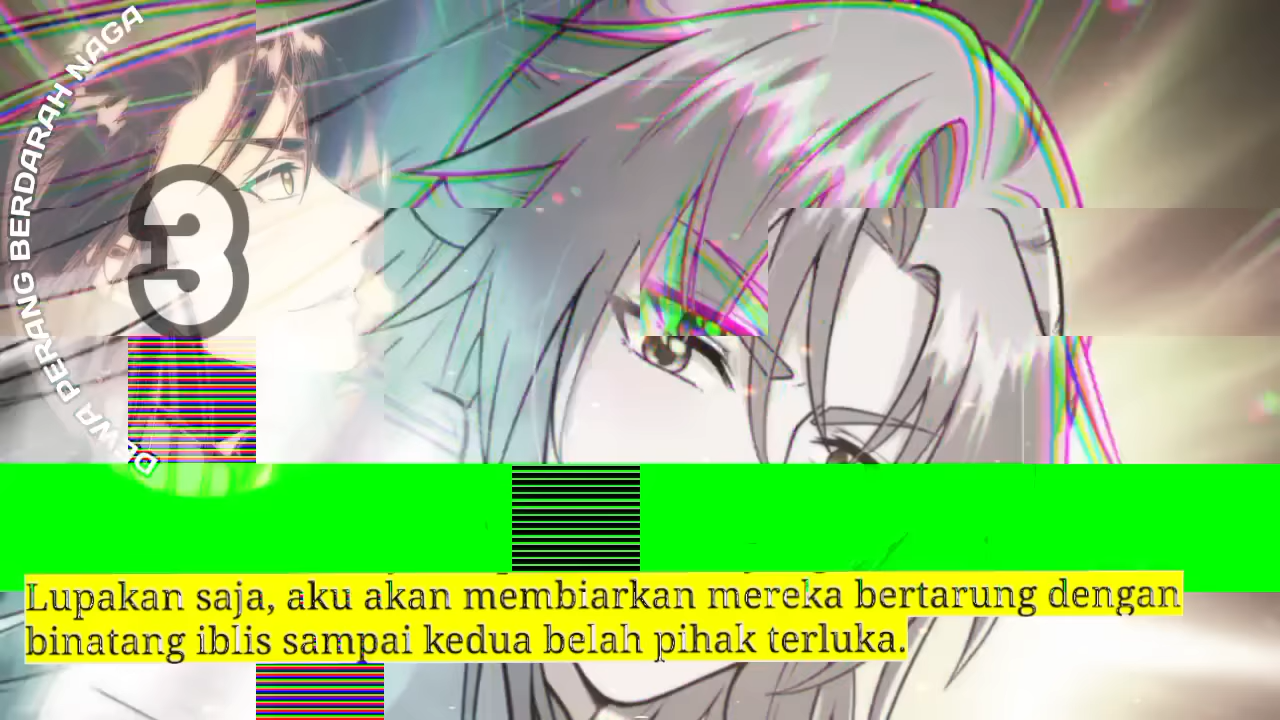 DEWA PERANG BERDARAH NAGA
3
Lupakan saja, aku akan membiarkan mereka bertarung dengan
binatang iblis sampai kedua belah pihak terluka.